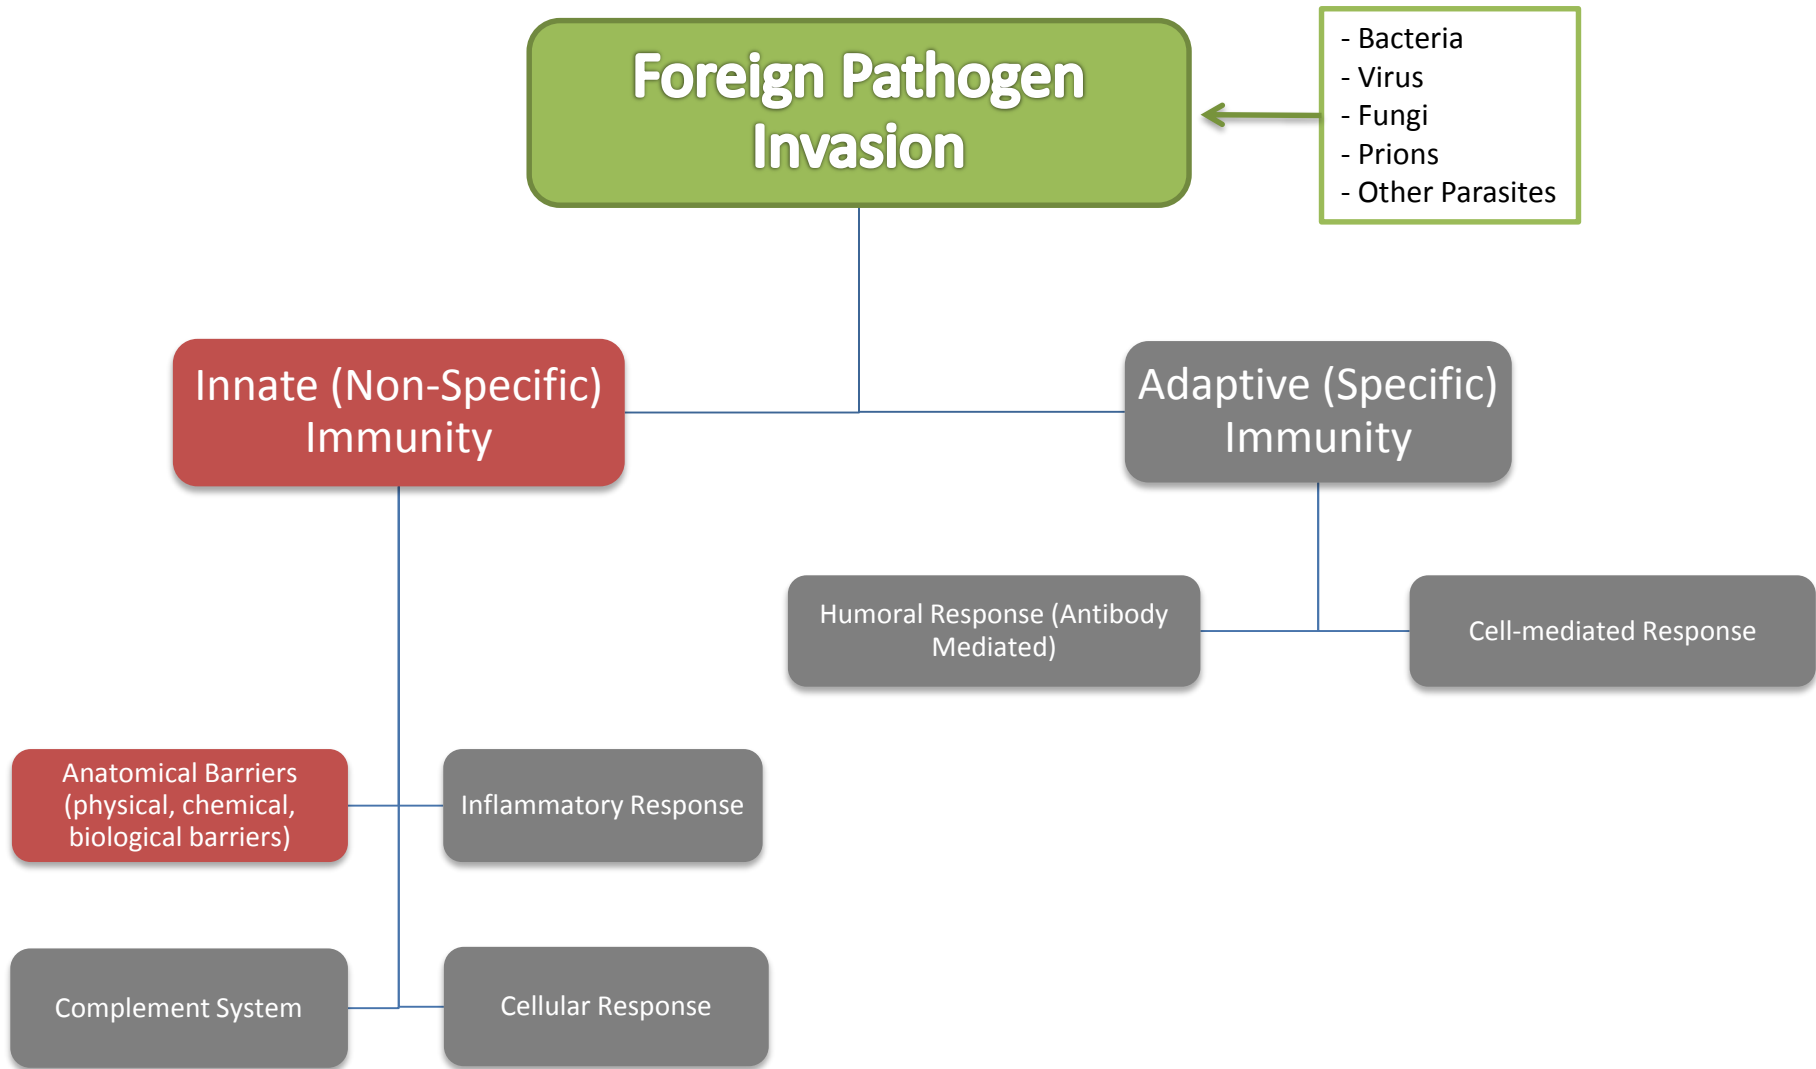 Foreign Pathogen
Invasion
- Bacteria
- Virus
- Fungi
- Prions
- Other Parasites
Innate (Non-Specific)
Immunity
Adaptive (Specific)
Immunity
Humoral Response (Antibody
Mediated)
Cell-mediated Response
Anatomical Barriers
(physical, chemical,
biological barriers)
Inflammatory Response
Complement System
Cellular Response